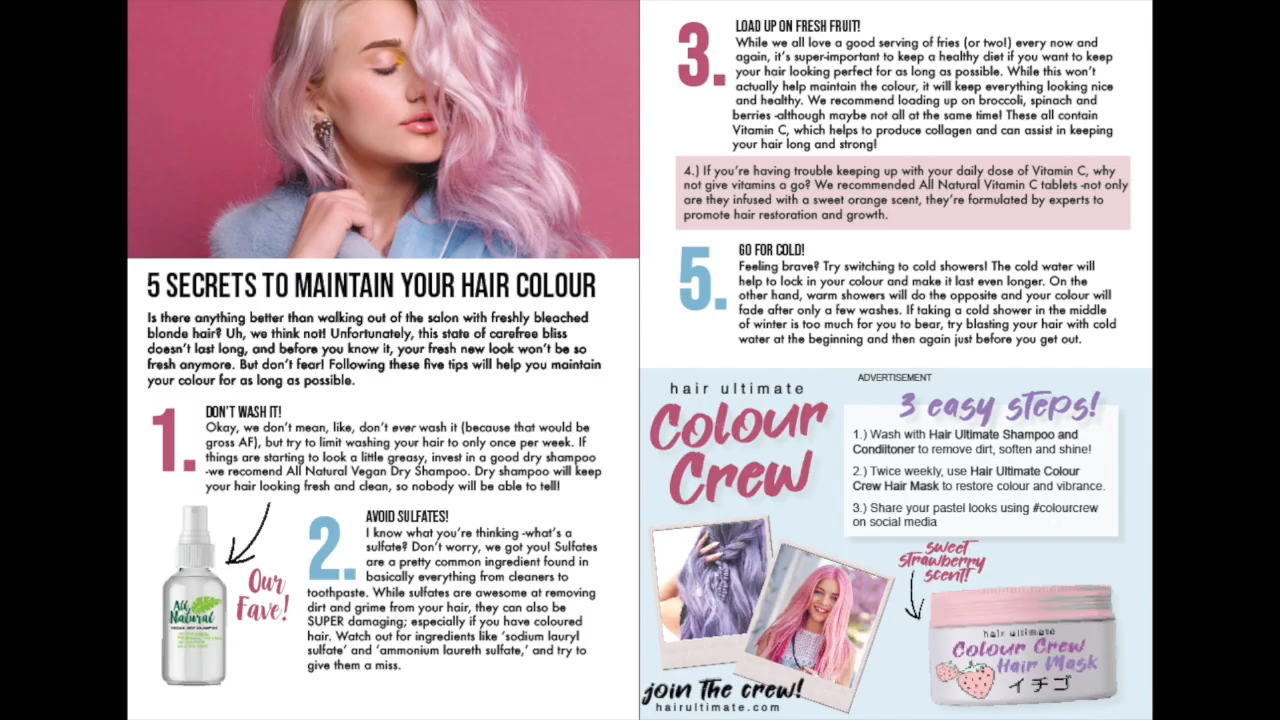 5 SECRETS TO MAINTAIN YOUR HAIR COLOUR
Is there anything better than walking out of the salon with freshly bleached
blonde hair? Uh, we think not! Unfortunately, this state of carefree bliss
doesn't last long, and before you know it, your fresh new look won't be so
fresh anymore. But don't fear! Following these five tips will help you maintain
your colour for as long as possible.
1.
DON'T WASH IT!
Okay, we don't mean, like, don't ever wash it (because that would be
gross AF), but try to limit washing your hair to only once per week. If
things are starting to look a little greasy, invest in a good dry shampoo
-we recomend All Natural Vegan Dry Shampoo. Dry shampoo will keep
your hair looking fresh and clean, so nobody will be able to tell!
Our
Fave!
All
Natural
2.
AVOID SULFATES!
I know what you're thinking -what's a
sulfate? Don't worry, we got you! Sulfates
are a pretty common ingredient found in
basically everything from cleaners to
toothpaste. While sulfates are awesome at removing
dirt and grime from your hair, they can also be
SUPER damaging; especially if you have coloured
hair. Watch out for ingredients like 'sodium lauryl
sulfate' and 'ammonium laureth sulfate,' and try to
give them a miss.
3.
LOAD UP ON FRESH FRUIT!
While we all love a good serving of fries (or two!) every now and
again, it's super-important to keep a healthy diet if you want to keep
your hair looking perfect for as long as possible. While this won't
actually help maintain the colour, it will keep everything looking nice
and healthy. We recommend loading up on broccoli, spinach and
berries -although maybe not all at the same time! These all contain
Vitamin C, which helps to produce collagen and can assist in keeping
your hair long and strong!
4.) If you're having trouble keeping up with your daily dose of Vitamin C, why
not give vitamins a go? We recommended All Natural Vitamin C tablets -not only
are they infused with a sweet orange scent, they're formulated by experts to
promote hair restoration and growth.
5.
GO FOR COLD!
Feeling brave? Try switching to cold showers! The cold water will
help to lock in your colour and make it last even longer. On the
other hand, warm showers will do the opposite and your colour will
fade after only a few washes. If taking a cold shower in the middle
of winter is too much for you to bear, try blasting your hair with cold
water at the beginning and then again just before you get out.
ADVERTISEMENT
hair ultimate
Colour
Crew
3 easy steps!
1.) Wash with Hair Ultimate Shampoo and
Condiitoner to remove dirt, soften and shine!
2.) Twice weekly, use Hair Ultimate Colour
Crew Hair Mask to restore colour and vibrance.
3.) Share your pastel looks using #colourcrew
on social media
sweet
strawberry
scent!
hair ultimate
Colour Crew
Hair Mask
イチゴ
join the crew!
hairultimate.com